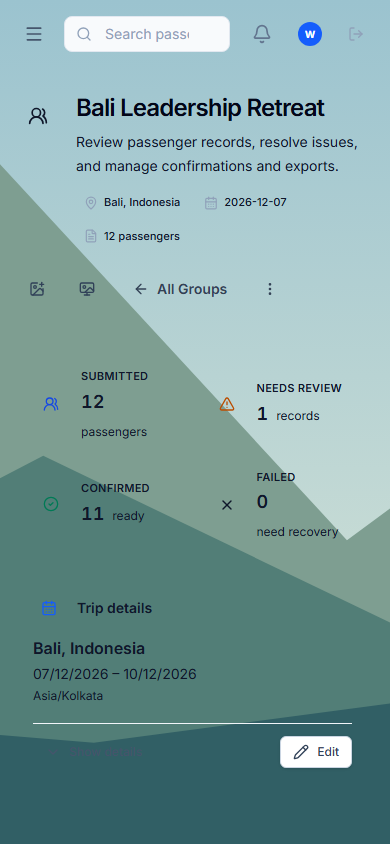 Search passe
W
Bali Leadership Retreat
Review passenger records, resolve issues,
and manage confirmations and exports.
Bali, Indonesia
2026-12-07
12 passengers
All Groups
SUBMITTED
12
passengers
NEEDS REVIEW
1 records
CONFIRMED
11 ready
FAILED
0
need recovery
Trip details
Bali, Indonesia
07/12/2026 – 10/12/2026
Asia/Kolkata
Edit